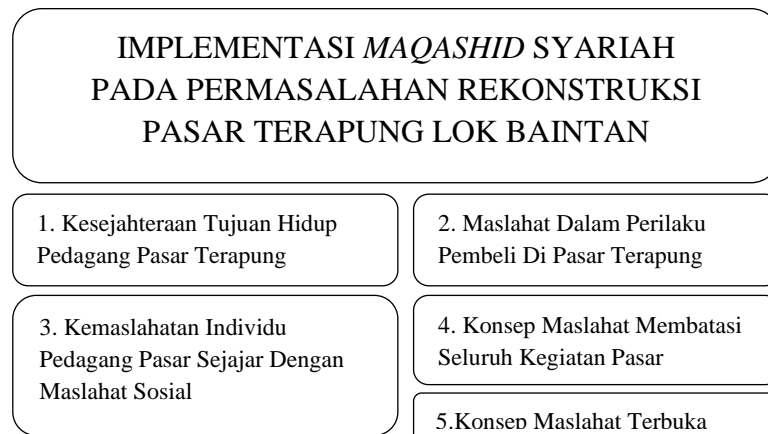 IMPLEMENTASI MAQASHID SYARIAH
PADA PERMASALAHAN REKONSTRUKSI
PASAR TERAPUNG LOK BAINTAN
1. Kesejahteraan Tujuan Hidup
Pedagang Pasar Terapung
2. Maslahat Dalam Perilaku
Pembeli Di Pasar Terapung
3. Kemaslahatan Individu
Pedagang Pasar Sejajar Dengan
Maslahat Sosial
4. Konsep Maslahat Membatasi
Seluruh Kegiatan Pasar
5.Konsep Maslahat Terbuka